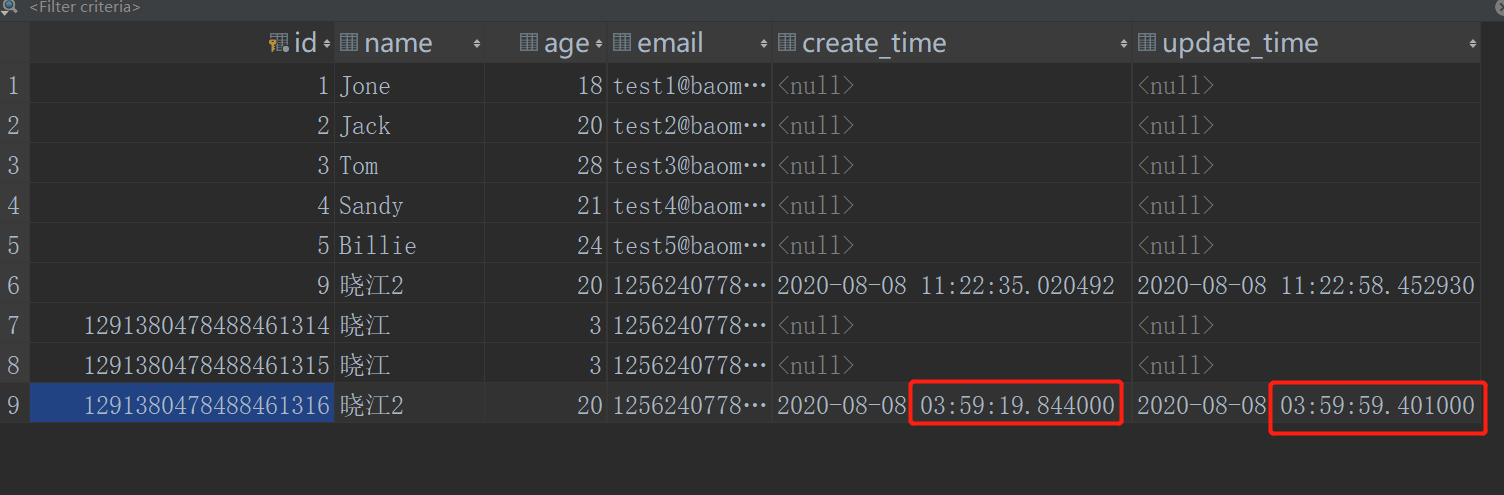 <Filter criteria>
id name age email create_time update_time
1 1 Jone 18 test1@baom… <null> <null>
2 2 Jack 20 test2@baom… <null> <null>
3 3 Tom 28 test3@baom… <null> <null>
4 4 Sandy 21 test4@baom… <null> <null>
5 5 Billie 24 test5@baom… <null> <null>
6 9 晓江2 20 1256240778… 2020-08-08 11:22:35.020492 2020-08-08 11:22:58.452930
7 1291380478488461314 晓江 3 1256240778… <null> <null>
8 1291380478488461315 晓江 3 1256240778… <null> <null>
9 1291380478488461316 晓江2 20 1256240778… 2020-08-08 03:59:19.844000 2020-08-08 03:59:59.401000